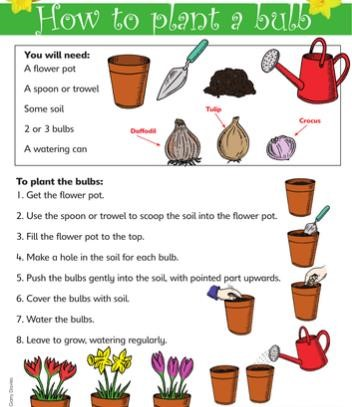 How to plant a bulb
You will need:
A flower pot
A spoon or trowel
Some soil
2 or 3 bulbs
A watering can
Tulip
Crocus
Daffodil
To plant the bulbs:
1. Get the flower pot.
2. Use the spoon or trowel to scoop the soil into the flower pot.
3. Fill the flower pot to the top.
4. Make a hole in the soil for each bulb.
5. Push the bulbs gently into the soil, with pointed part upwards.
6. Cover the bulbs with soil.
7. Water the bulbs.
8. Leave to grow, watering regularly.
Garry Davies